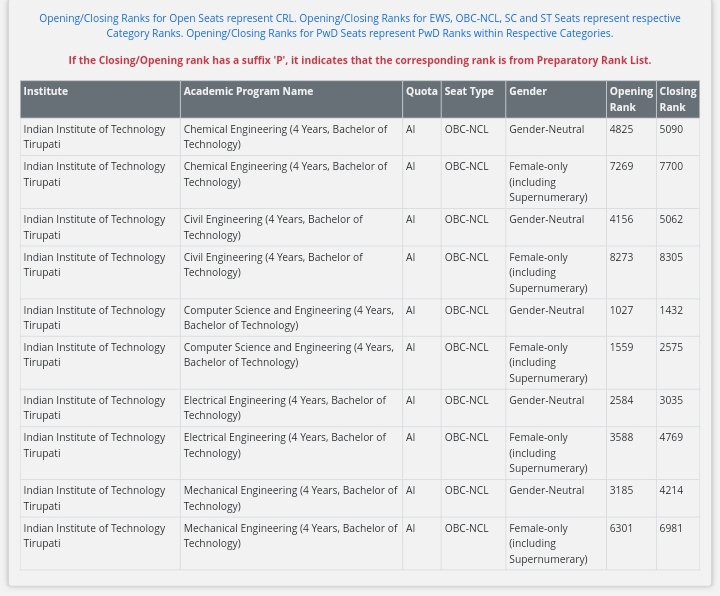 Opening/Closing Ranks for Open Seats represent CRL. Opening/Closing Ranks for EWS, OBC-NCL, SC and ST Seats represent respective
Category Ranks. Opening/Closing Ranks for PwD Seats represent PwD Ranks within Respective Categories.
If the Closing/Opening rank has a suffix 'P', it indicates that the corresponding rank is from Preparatory Rank List.
Institute Academic Program Name Quota Seat Type Gender Opening Closing
Rank Rank
Indian Institute of Technology Chemical Engineering (4 Years, Bachelor of AI OBC-NCL Gender-Neutral 4825 5090
Tirupati Technology)
Indian Institute of Technology Chemical Engineering (4 Years, Bachelor of AI OBC-NCL Female-only 7269 7700
Tirupati Technology) (including
Supernumerary)
Indian Institute of Technology Civil Engineering (4 Years, Bachelor of AI OBC-NCL Gender-Neutral 4156 5062
Tirupati Technology)
Indian Institute of Technology Civil Engineering (4 Years, Bachelor of AI OBC-NCL Female-only 8273 8305
Tirupati Technology) (including
Supernumerary)
Indian Institute of Technology Computer Science and Engineering (4 Years, AI OBC-NCL Gender-Neutral 1027 1432
Tirupati Bachelor of Technology)
Indian Institute of Technology Computer Science and Engineering (4 Years, AI OBC-NCL Female-only 1559 2575
Tirupati Bachelor of Technology) (including
Supernumerary)
Indian Institute of Technology Electrical Engineering (4 Years, Bachelor of AI OBC-NCL Gender-Neutral 2584 3035
Tirupati Technology)
Indian Institute of Technology Electrical Engineering (4 Years, Bachelor of AI OBC-NCL Female-only 3588 4769
Tirupati Technology) (including
Supernumerary)
Indian Institute of Technology Mechanical Engineering (4 Years, Bachelor of AI OBC-NCL Gender-Neutral 3185 4214
Tirupati Technology)
Indian Institute of Technology Mechanical Engineering (4 Years, Bachelor of AI OBC-NCL Female-only 6301 6981
Tirupati Technology) (including
Supernumerary)